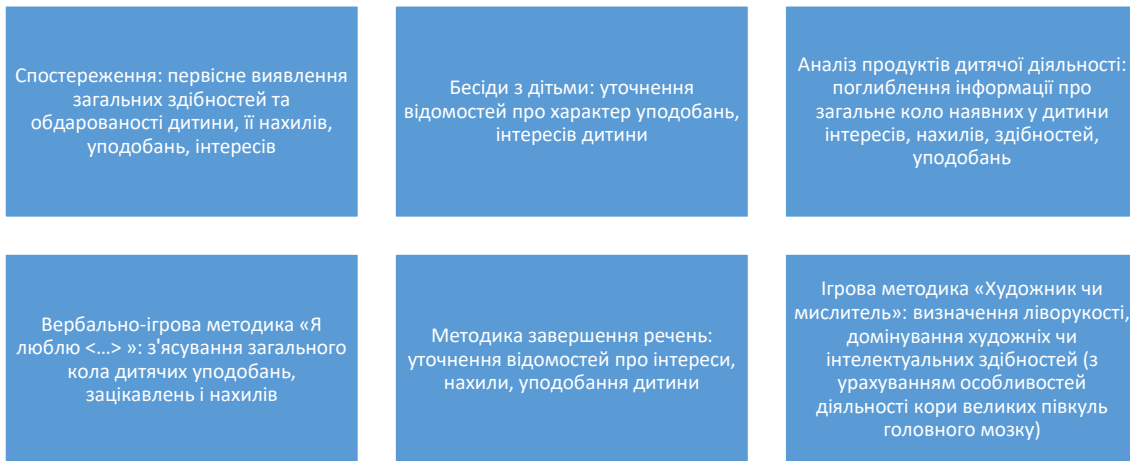 Спостереження: первісне виявлення
загальних здібностей та
обдарованості дитини, її нахилів,
уподобань, інтересів
Бесіди з дітьми: уточнення
відомостей про характер уподобань,
інтересів дитини
Аналіз продуктів дитячої діяльності:
поглиблення інформації про
загальне коло наявних у дитини
інтересів, нахилів, здібностей,
уподобань
Вербально-ігрова методика «Я
люблю <...> »: з'ясування загального
кола дитячих уподобань,
зацікавлень і нахилів
Методика завершення речень:
уточнення відомостей про інтереси,
нахили, уподобання дитини
Ігрова методика «Художник чи
мислитель»: визначення ліворукості,
домінування художніх чи
інтелектуальних здібностей (з
урахуванням особливостей
діяльності кори великих півкуль
головного мозку)